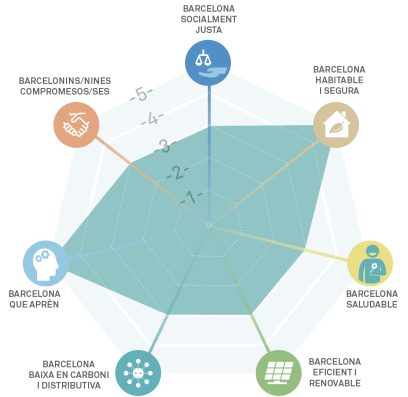 BARCELONA
SOCIALMENT
JUSTA
BARCELONINS/NINES
COMPROMESOS/SES
BARCELONA
HABITABLE
I SEGURA
-5-
-4-
-3-
-2-
-1-
BARCELONA
QUE APRÈN
BARCELONA
SALUDABLE
BARCELONA
BAIXA EN CARBONI
I DISTRIBUTIVA
BARCELONA
EFICIENT I
RENOVABLE